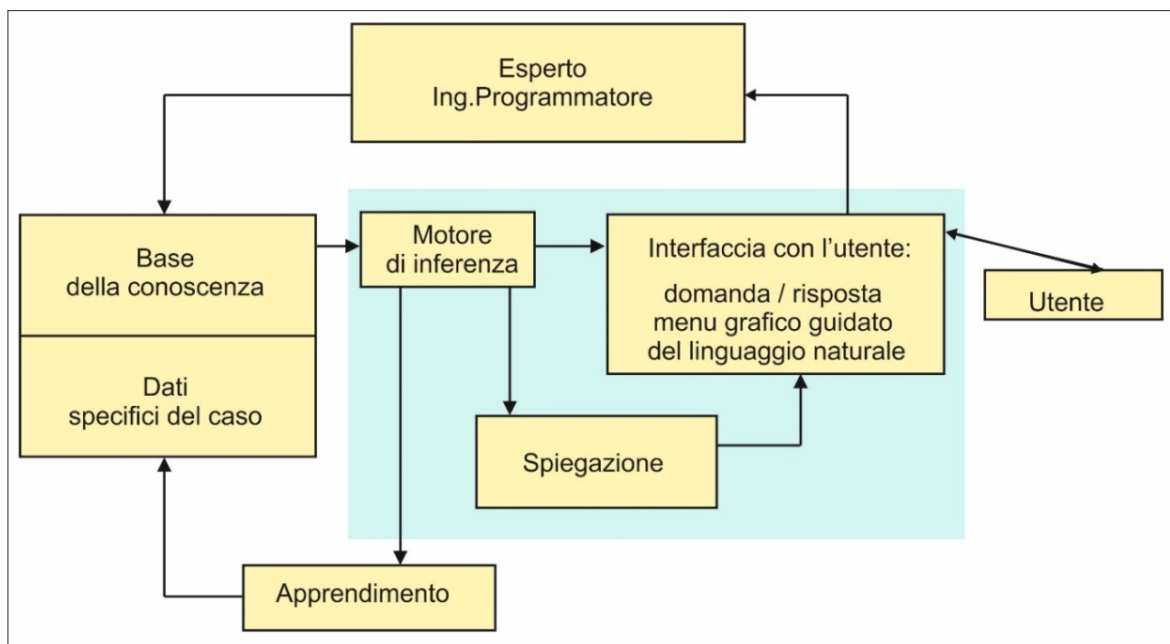 Esperto
Ing.Programmatore
Base
della conoscenza
Dati
specifici del caso
Motore
di inferenza
Interfaccia con l'utente:
domanda / risposta
menu grafico guidato
del linguaggio naturale
Utente
Spiegazione
Apprendimento